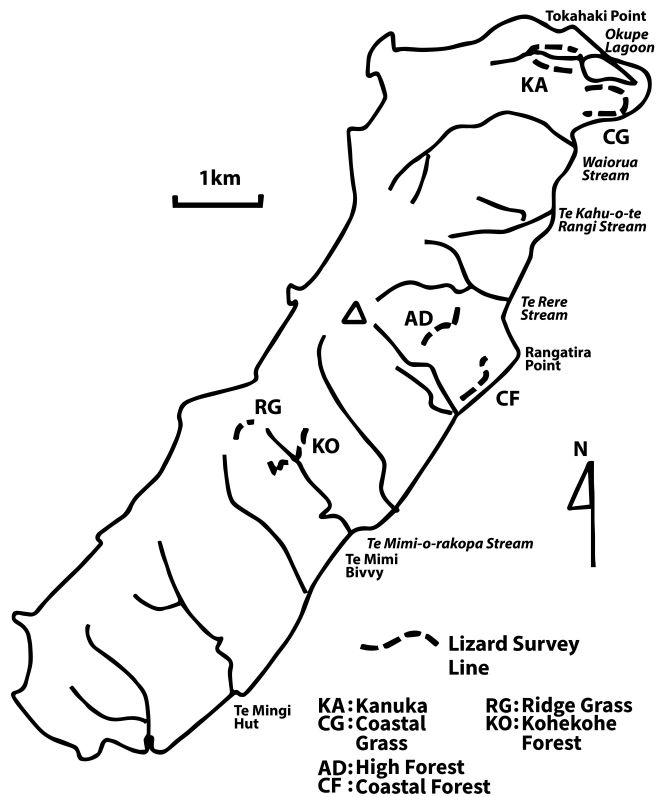 Tokahaki Point
Okupe
Lagoon
KA
CG
Waiorua
Stream
1km
Te Kahu-o-te
Rangi Stream
Te Rere
Stream
AD
Rangatira
Point
CF
RG
KO
N
Te Mimi-o-rakopa Stream
Te Mimi
Bivvy
Lizard Survey
Line
Te Mingi
Hut
KA: Kanuka
CG: Coastal
Grass
AD: High Forest
CF: Coastal Forest
RG: Ridge Grass
KO: Kohekohe
Forest